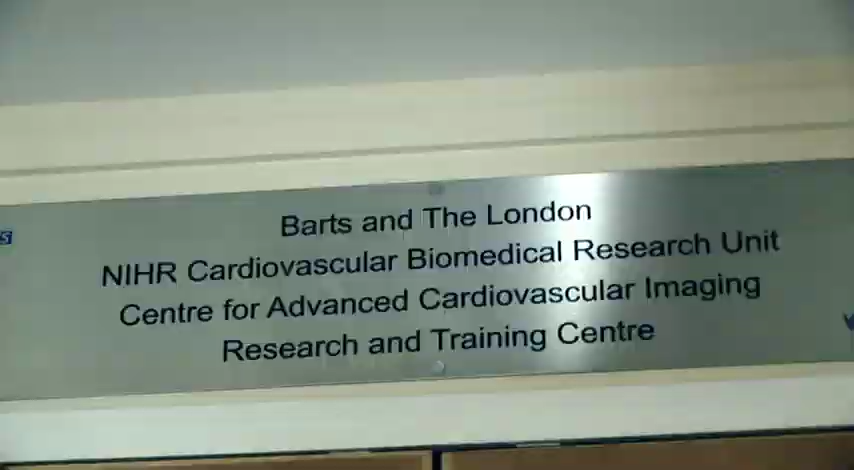 Barts and The London
NIHR Cardiovascular Biomedical Research Unit
Centre for Advanced Cardiovascular Imaging
Research and Training Centre